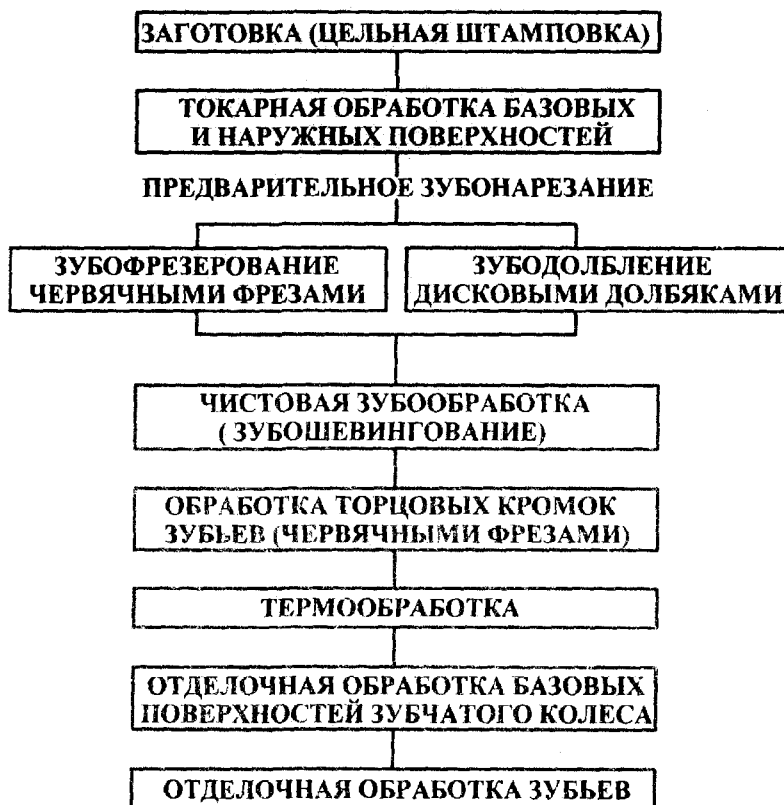 ЗАГОТОВКА (ЦЕЛЬНАЯ ШТАМПОВКА)
ТОКАРНАЯ ОБРАБОТКА БАЗОВЫХ
И НАРУЖНЫХ ПОВЕРХНОСТЕЙ
ПРЕДВАРИТЕЛЬНОЕ ЗУБОНАРЕЗАНИЕ
ЗУБОФРЕЗЕРОВАНИЕ
ЧЕРВЯЧНЫМИ ФРЕЗАМИ
ЗУБОДОЛБЛЕНИЕ
ДИСКОВЫМИ ДОЛБЯКАМИ
ЧИСТОВАЯ ЗУБООБРАБОТКА
( ЗУБОШЕВИНГОВАНИЕ)
ОБРАБОТКА ТОРЦОВЫХ КРОМОК
ЗУБЬЕВ (ЧЕРВЯЧНЫМИ ФРЕЗАМИ)
ТЕРМООБРАБОТКА
ОТДЕЛОЧНАЯ ОБРАБОТКА БАЗОВЫХ
ПОВЕРХНОСТЕЙ ЗУБЧАТОГО КОЛЕСА
ОТДЕЛОЧНАЯ ОБРАБОТКА ЗУБЬЕВ